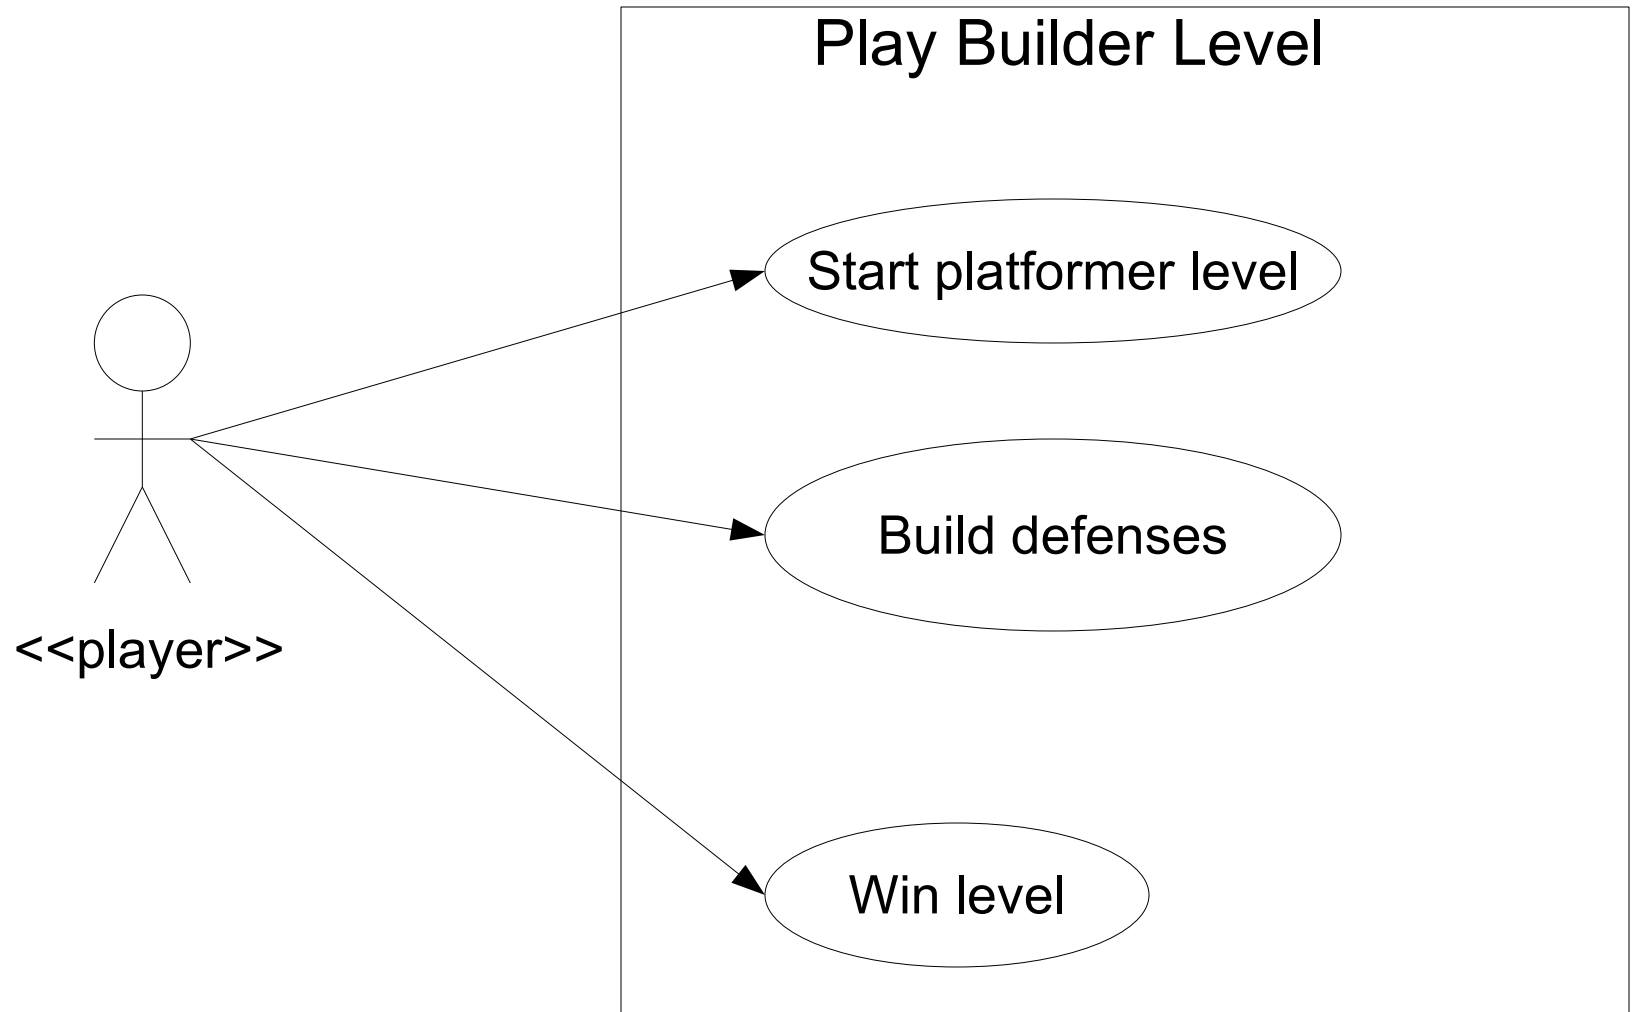 Play Builder Level
Start platformer level
Build defenses
<<player>>
Win level